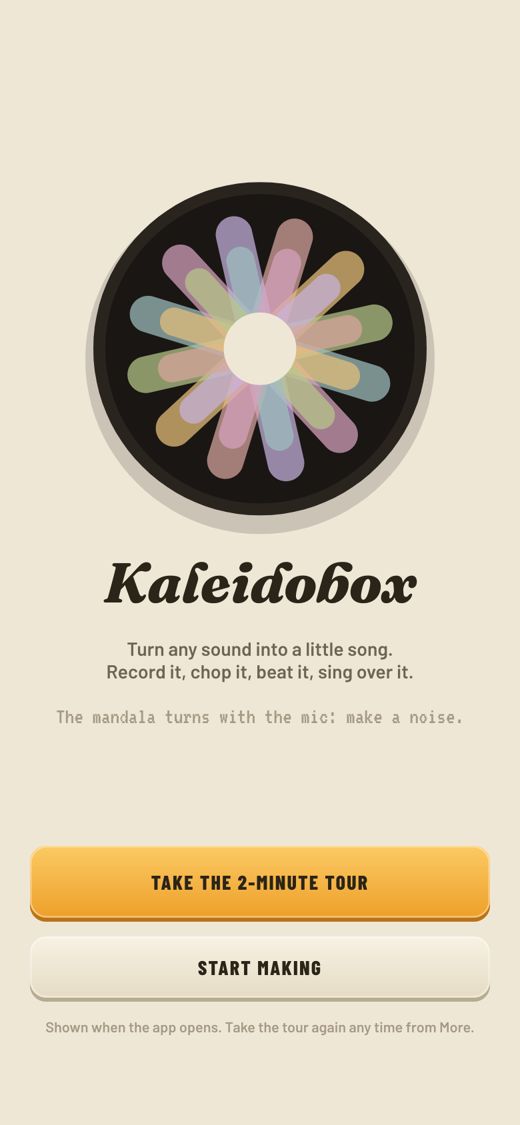 Kaleidobox
Turn any sound into a little song.
Record it, chop it, beat it, sing over it.
The mandala turns with the mic: make a noise.
TAKE THE 2-MINUTE TOUR
START MAKING
Shown when the app opens. Take the tour again any time from More.